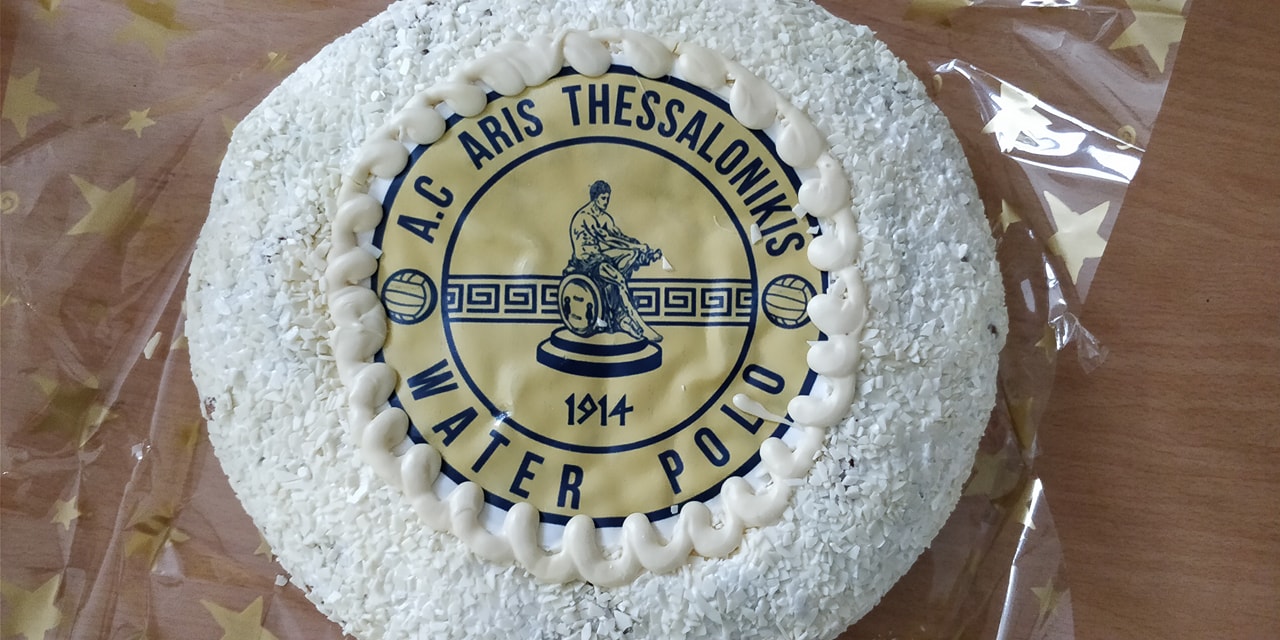 A.C ARIS THESSALONIKIS
1914
WATER POLO